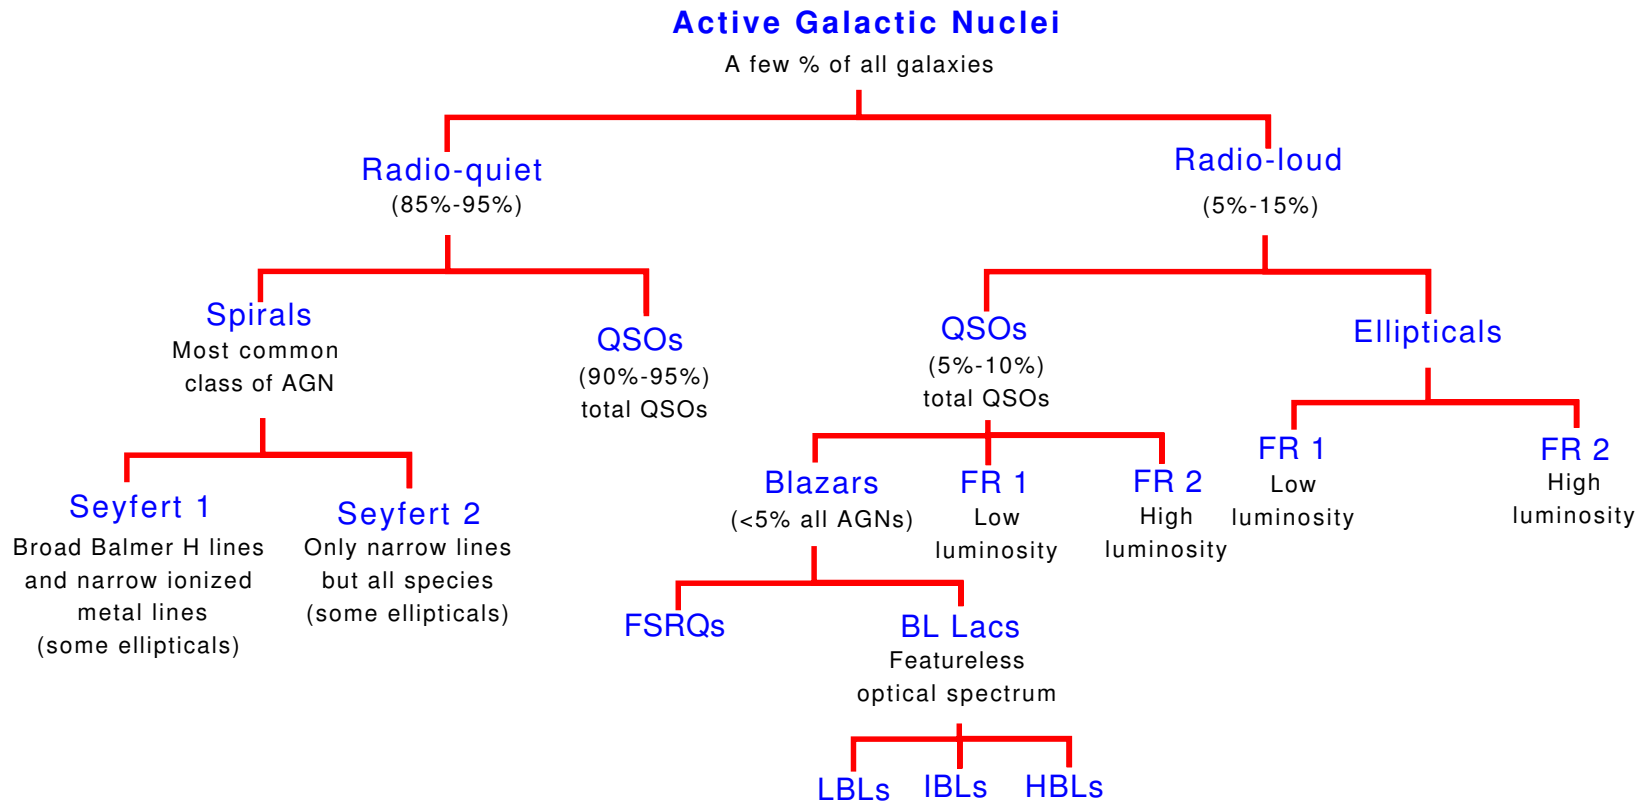 Active Galactic Nuclei
A few % of all galaxies
Radio-quiet
(85%-95%)
Radio-loud
(5%-15%)
Spirals
Most common
class of AGN
QSOs
(90%-95%)
total QSOs
QSOs
(5%-10%)
total QSOs
Ellipticals
Seyfert 1
Broad Balmer H lines
and narrow ionized
metal lines
(some ellipticals)
Seyfert 2
Only narrow lines
but all species
(some ellipticals)
Blazars
(<5% all AGNs)
FR 1
Low
luminosity
FR 2
High
luminosity
FR 1
Low
luminosity
FR 2
High
luminosity
FSRQs
BL Lacs
Featureless
optical spectrum
LBLs
IBLs
HBLs